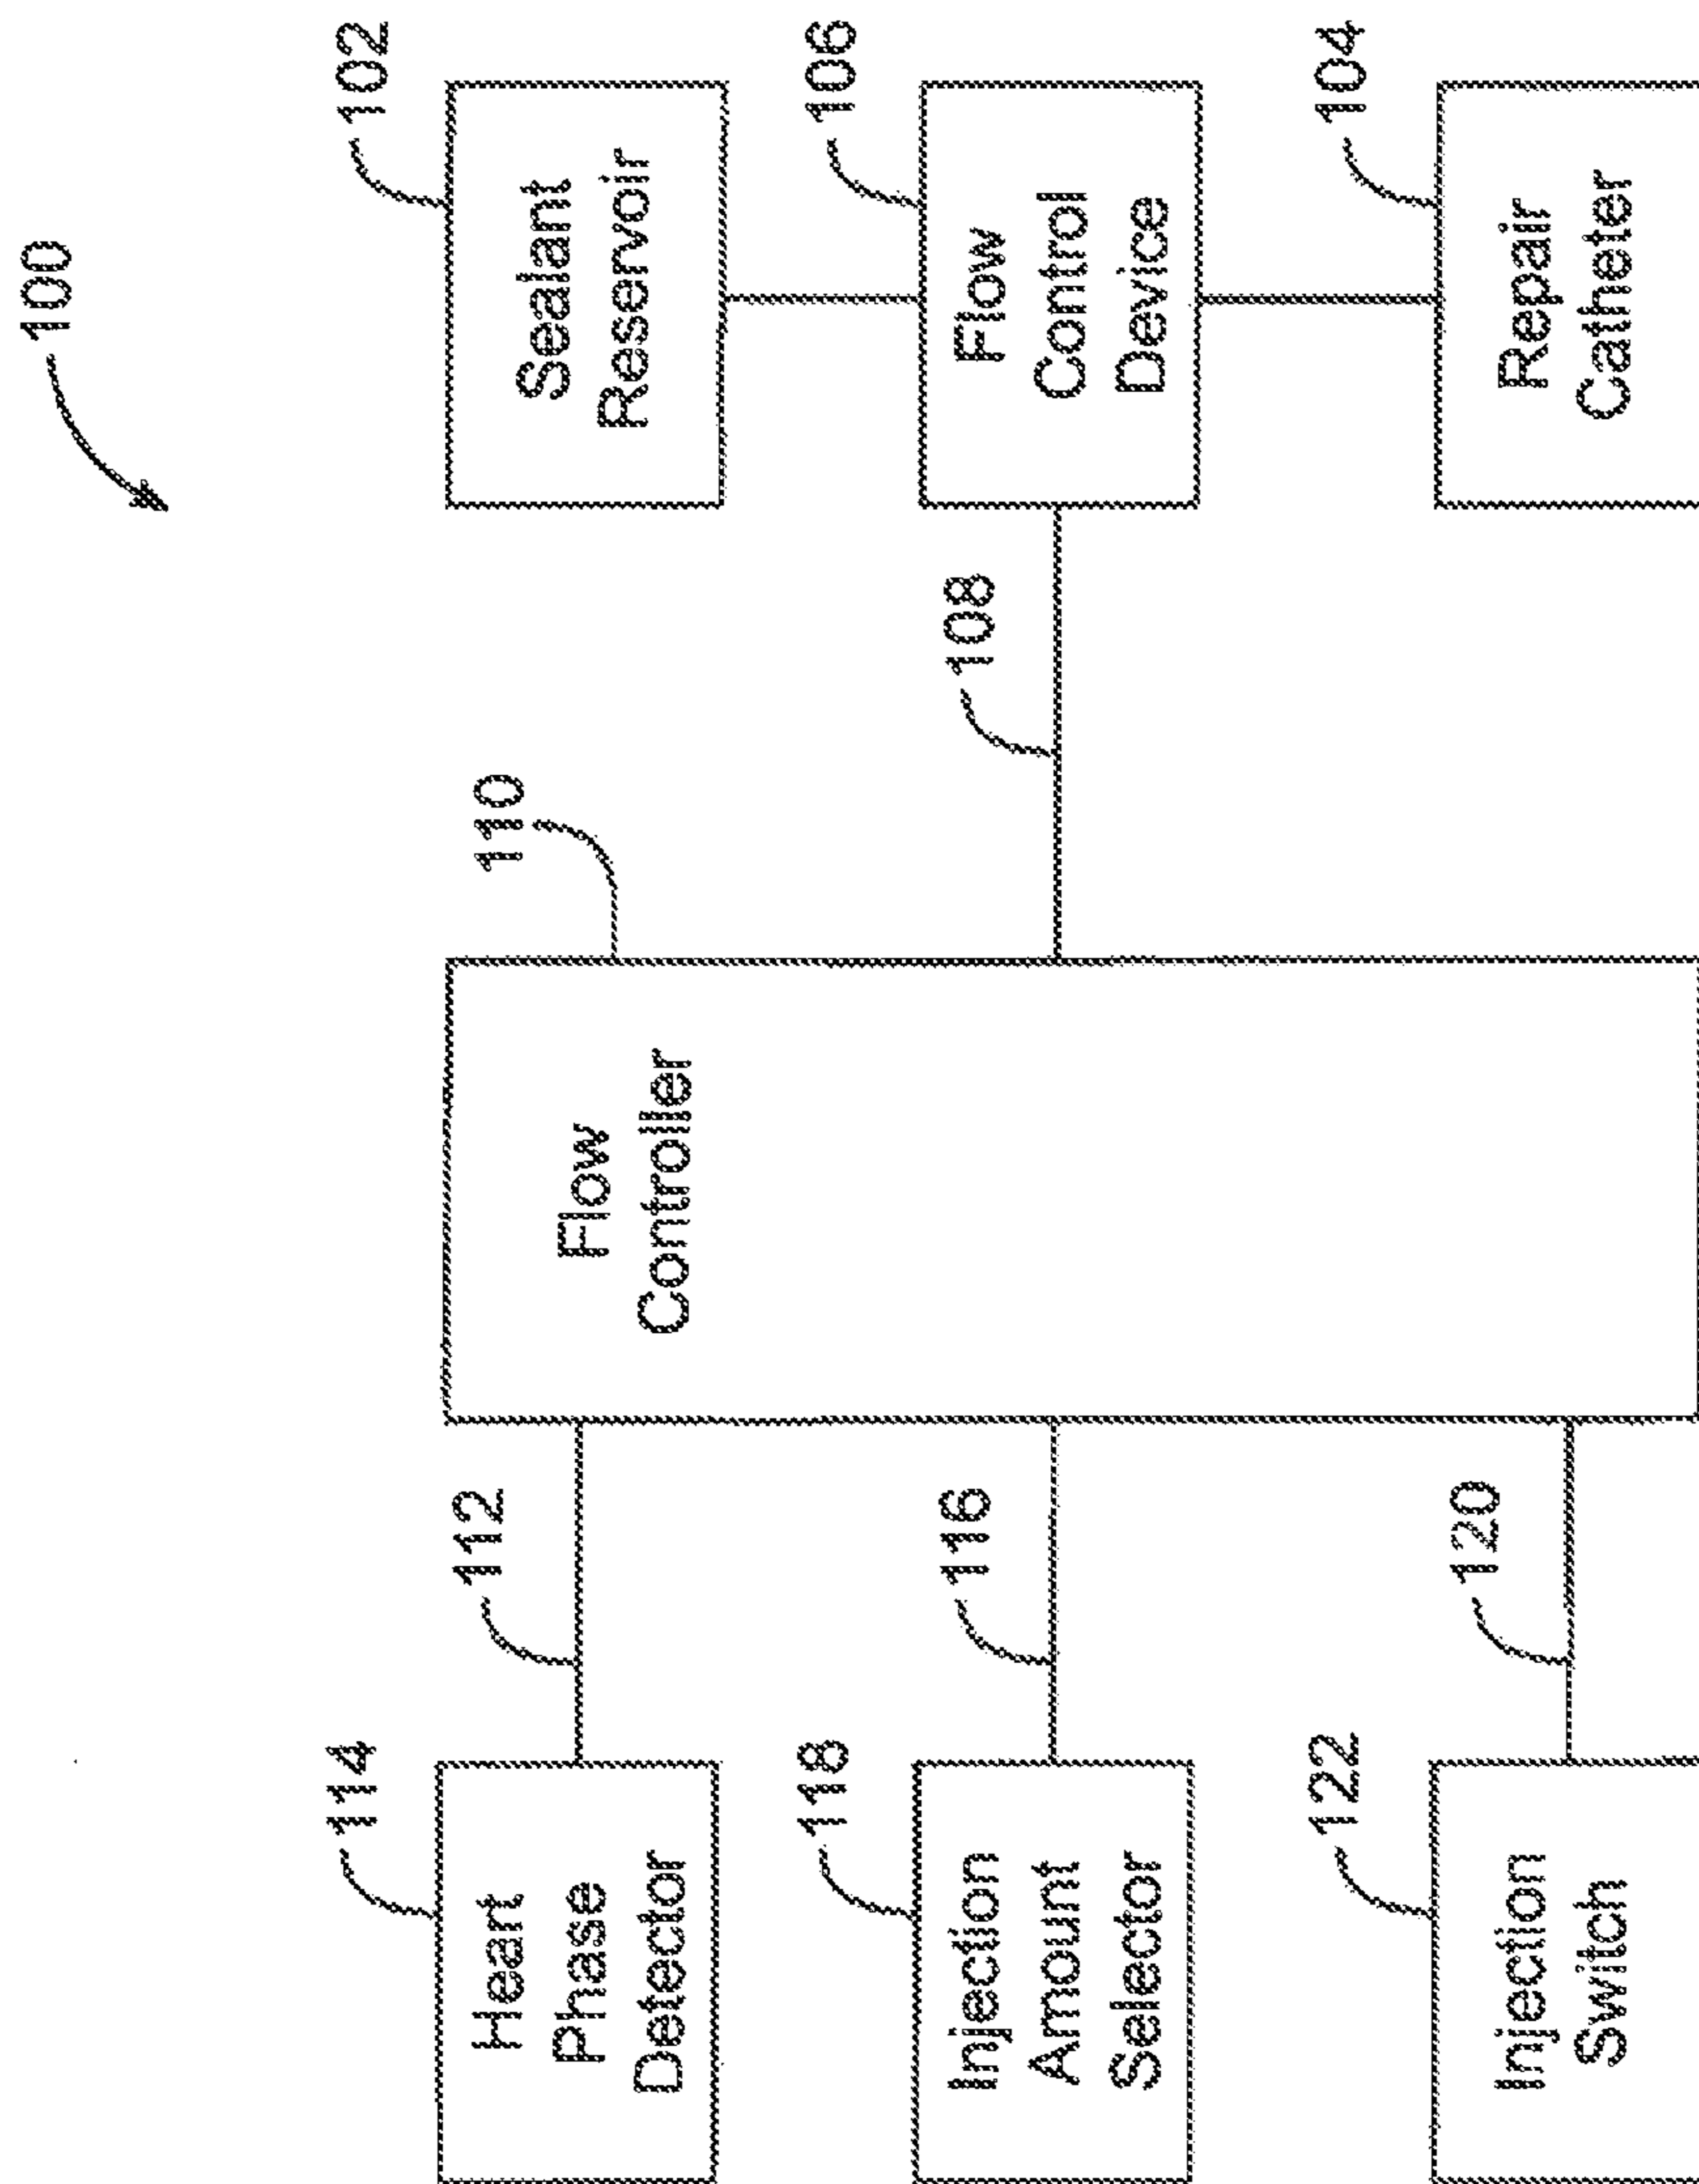 100
114
Heart
Phase
Detector
112
110
Flow
Controller
102
Sealant
Reservoir
118
Injection
Amount
Selector
116
108
106
Flow
Control
Device
122
Injection
Switch
120
104
Repair
Catheter